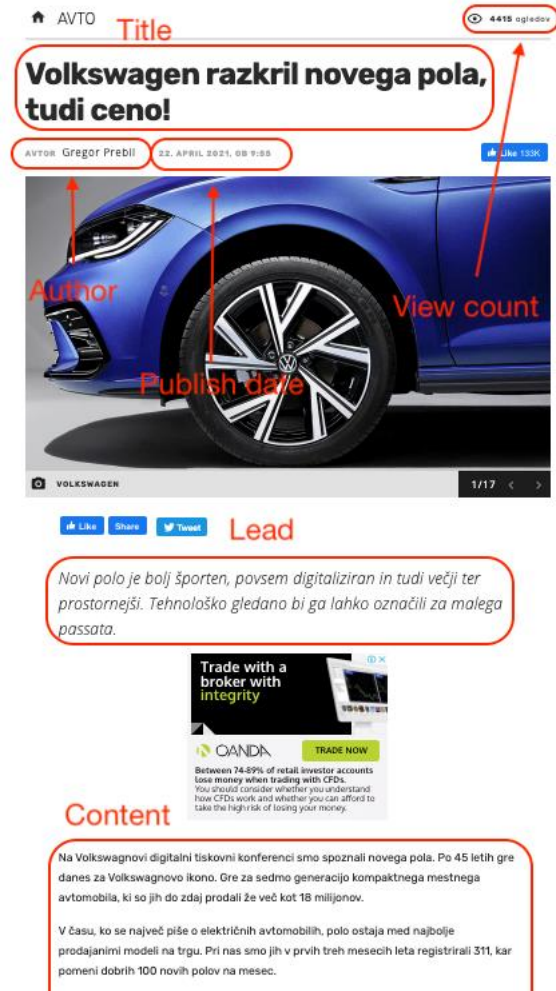 AVTO
Title
4415 ogledov
Volkswagen razkril novega pola,
tudi ceno!
AVTOR Gregor Prebil
22. APRIL 2021, OB 9:55
Like 133K
Author
View count
Publish date
VOLKSWAGEN
1/17
Like Share Tweet
Lead
Novi polo je bolj športen, povsem digitaliziran in tudi večji ter
prostornejši. Tehnološko gledano bi ga lahko označili za malega
passata.
Trade with a
broker with
integrity
OANDA
TRADE NOW
Between 74-89% of retail investor accounts
lose money when trading with CFDs.
You should consider whether you understand
how CFDs work and whether you can afford to
take the high risk of losing your money.
Content
Na Volkswagnovi digitalni tiskovni konferenci smo spoznali novega pola. Po 45 letih gre
danes za Volkswagnovo ikono. Gre za sedmo generacijo kompaktnega mestnega
avtomobila, ki so jih do zdaj prodali že več kot 18 milijonov.
V času, ko se največ piše o električnih avtomobilih, polo ostaja med najbolje
prodajanimi modeli na trgu. Pri nas smo jih v prvih treh mesecih leta registrirali 311, kar
pomeni dobrih 100 novih polov na mesec.